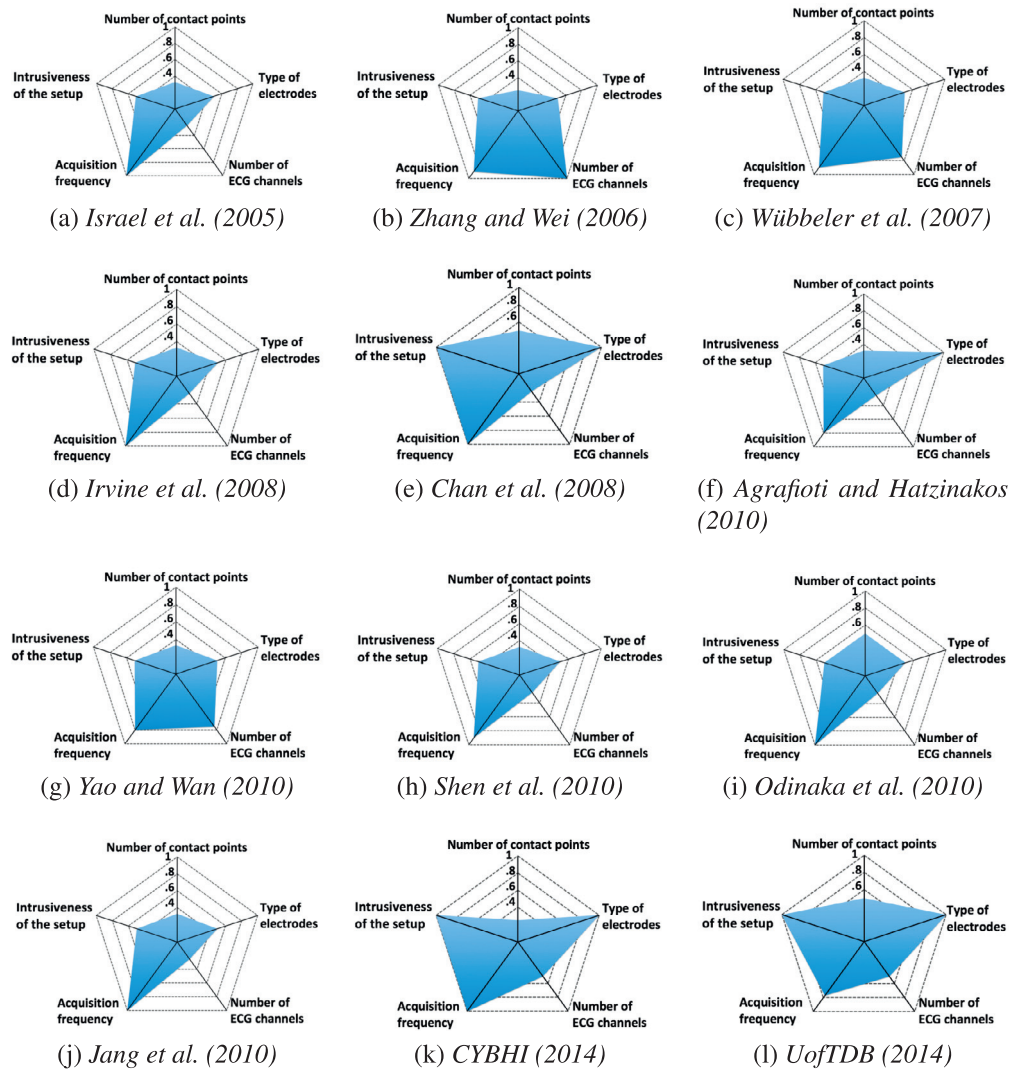 Number of contact points
1
.8
.6
.4
Intrusiveness
of the setup
Type of
electrodes
Acquisition
frequency
Number of
ECG channels
(a) Israel et al. (2005)
Number of contact points
1
.8
.6
.4
Intrusiveness
of the setup
Type of
electrodes
Acquisition
frequency
Number of
ECG channels
(b) Zhang and Wei (2006)
Number of contact points
1
.8
.6
.4
Intrusiveness
of the setup
Type of
electrodes
Acquisition
frequency
Number of
ECG channels
(c) Wübbeler et al. (2007)
Number of contact points
1
.8
.6
.4
Intrusiveness
of the setup
Type of
electrodes
Acquisition
frequency
Number of
ECG channels
(d) Irvine et al. (2008)
Number of contact points
1
.8
.6
Intrusiveness
of the setup
Type of
electrodes
Acquisition
frequency
Number of
ECG channels
(e) Chan et al. (2008)
Number of contact points
1
.8
.6
.4
Intrusiveness
of the setup
Type of
electrodes
Acquisition
frequency
Number of
ECG channels
(f) Agrafioti and Hatzinakos
(2010)
Number of contact points
1
.8
.6
.4
Intrusiveness
of the setup
Type of
electrodes
Acquisition
frequency
Number of
ECG channels
(g) Yao and Wan (2010)
Number of contact points
1
.8
.6
.4
Intrusiveness
of the setup
Type of
electrodes
Acquisition
frequency
Number of
ECG channels
(h) Shen et al. (2010)
Number of contact points
1
.8
.6
Intrusiveness
of the setup
Type of
electrodes
Acquisition
frequency
Number of
ECG channels
(i) Odinaka et al. (2010)
Number of contact points
1
.8
.6
.4
Intrusiveness
of the setup
Type of
electrodes
Acquisition
frequency
Number of
ECG channels
(j) Jang et al. (2010)
Number of contact points
1
.8
.6
.4
Intrusiveness
of the setup
Type of
electrodes
Acquisition
frequency
Number of
ECG channels
(k) CYBHI (2014)
Number of contact points
1
.8
.6
Intrusiveness
of the setup
Type of
electrodes
Acquisition
frequency
Number of
ECG channels
(l) UofTDB (2014)